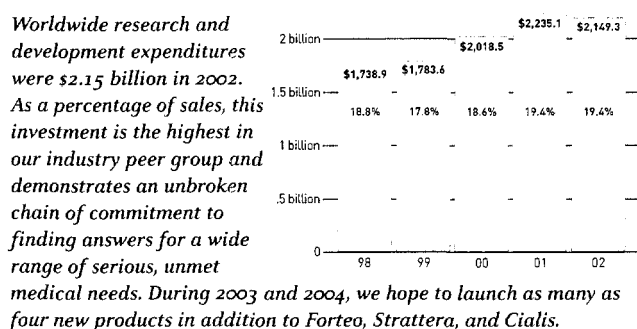 Worldwide research and
development expenditures
were $2.15 billion in 2002.
As a percentage of sales, this
investment is the highest in
our industry peer group and
demonstrates an unbroken
chain of commitment to
finding answers for a wide
range of serious, unmet
medical needs. During 2003 and 2004, we hope to launch as many as
four new products in addition to Forteo, Strattera, and Cialis.
$2,235.1 $2,149.3
2 billion
$2,018.5
$1,738.9 $1,783.6
1.5 billion
18.8% 17.8% 18.6% 19.4% 19.4%
1 billion
.5 billion
0
98 99 00 01 02